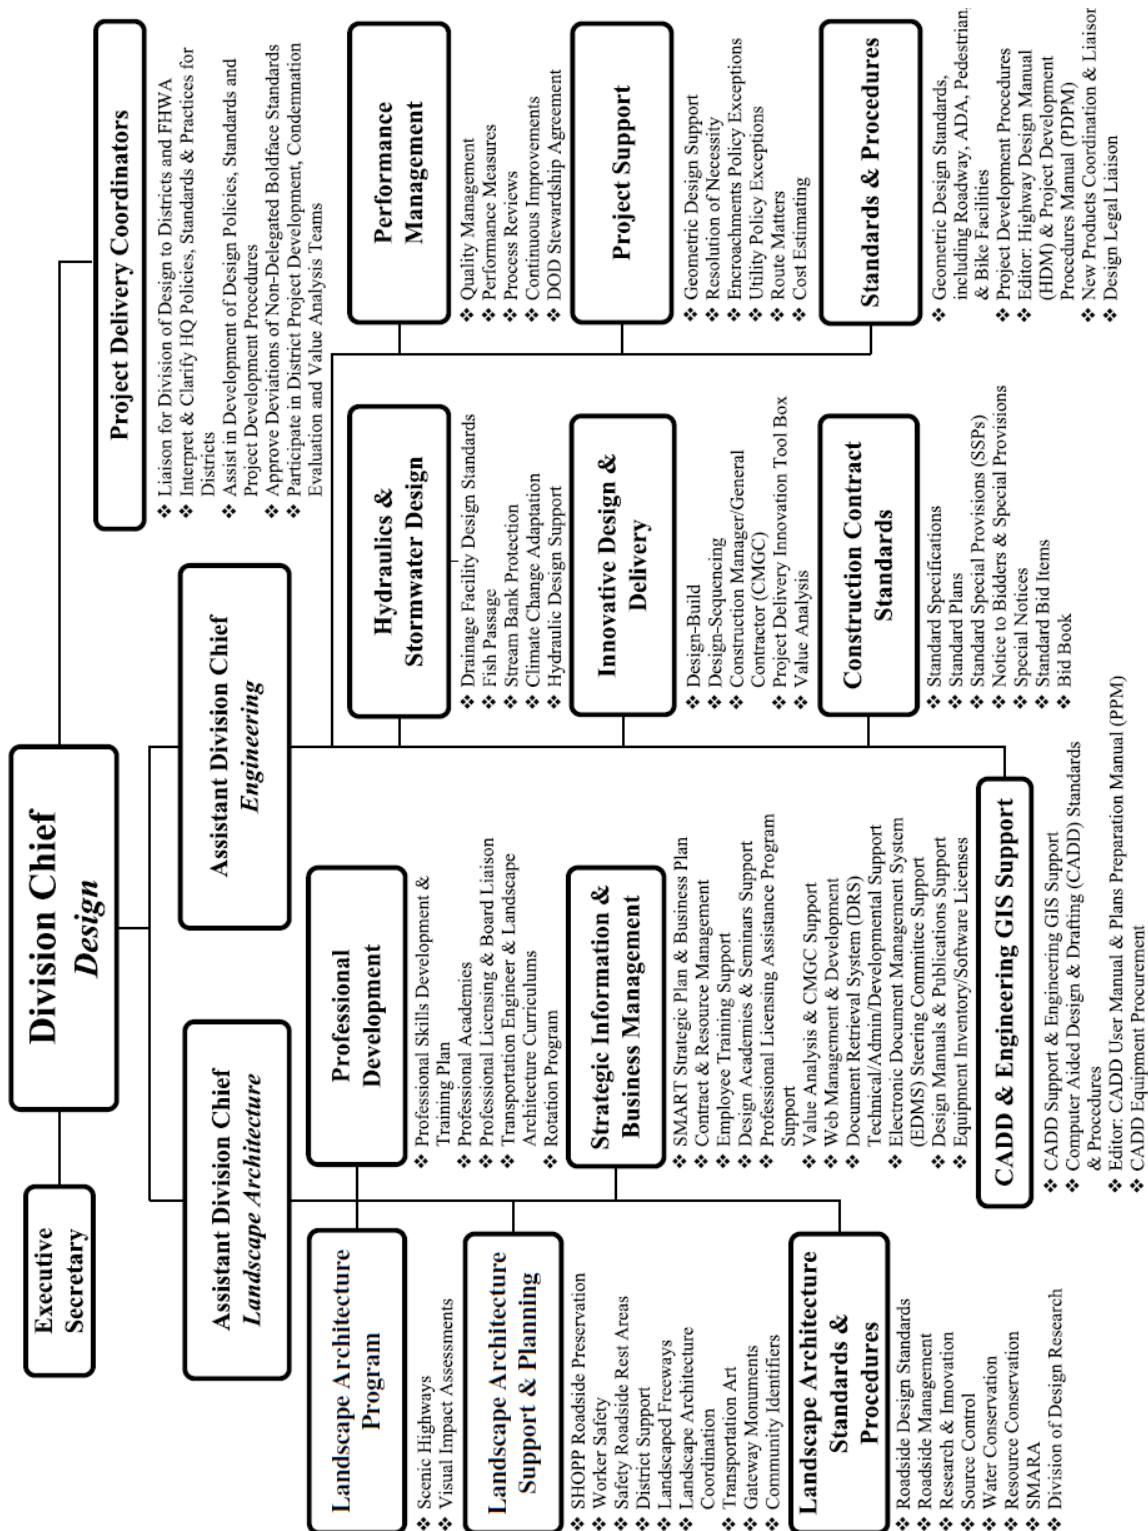 Division Chief
Design
Executive
Secretary
Project Delivery Coordinators
❖ Liaison for Division of Design to Districts and FHWA
❖ Interpret & Clarify HQ Policies, Standards & Practices for
Districts
❖ Assist in Development of Design Policies, Standards and
Project Development Procedures
❖ Approve Deviations of Non-Delegated Boldface Standards
❖ Participate in District Project Development, Condemnation
Evaluation and Value Analysis Teams
Assistant Division Chief
Landscape Architecture
Assistant Division Chief
Engineering
Landscape Architecture
Program
❖ Scenic Highways
❖ Visual Impact Assessments
Landscape Architecture
Support & Planning
❖ SHOPP Roadside Preservation
❖ Worker Safety
❖ Safety Roadside Rest Areas
❖ District Support
❖ Landscaped Freeways
❖ Landscape Architecture
Coordination
❖ Transportation Art
❖ Gateway Monuments
❖ Community Identifiers
Landscape Architecture
Standards &
Procedures
❖ Roadside Design Standards
❖ Roadside Management
❖ Research & Innovation
❖ Source Control
❖ Water Conservation
❖ Resource Conservation
❖ SMARA
❖ Division of Design Research
Professional
Development
❖ Professional Skills Development &
Training Plan
❖ Professional Academies
❖ Professional Licensing & Board Liaison
❖ Transportation Engineer & Landscape
Architecture Curriculums
❖ Rotation Program
Strategic Information &
Business Management
❖ SMART Strategic Plan & Business Plan
❖ Contract & Resource Management
❖ Employee Training Support
❖ Design Academies & Seminars Support
❖ Professional Licensing Assistance Program
Support
❖ Value Analysis & CMGC Support
❖ Web Management & Development
❖ Document Retrieval System (DRS)
Technical/Admin/Developmental Support
❖ Electronic Document Management System
(EDMS) Steering Committee Support
❖ Design Manuals & Publications Support
❖ Equipment Inventory/Software Licenses
CADD & Engineering GIS Support
❖ CADD Support & Engineering GIS Support
❖ Computer Aided Design & Drafting (CADD) Standards
& Procedures
❖ Editor: CADD User Manual & Plans Preparation Manual (PPM)
❖ CADD Equipment Procurement
Hydraulics &
Stormwater Design
❖ Drainage Facility Design Standards
❖ Fish Passage
❖ Stream Bank Protection
❖ Climate Change Adaptation
❖ Hydraulic Design Support
Innovative Design &
Delivery
❖ Design-Build
❖ Design-Sequencing
❖ Construction Manager/General
Contractor (CMGC)
❖ Project Delivery Innovation Tool Box
❖ Value Analysis
Construction Contract
Standards
❖ Standard Specifications
❖ Standard Plans
❖ Standard Special Provisions (SSPs)
❖ Notice to Bidders & Special Provisions
❖ Special Notices
❖ Standard Bid Items
❖ Bid Book
Performance
Management
❖ Quality Management
❖ Performance Measures
❖ Process Reviews
❖ Continuous Improvements
❖ DOD Stewardship Agreement
Project Support
❖ Geometric Design Support
❖ Resolution of Necessity
❖ Encroachments Policy Exceptions
❖ Utility Policy Exceptions
❖ Route Matters
❖ Cost Estimating
Standards & Procedures
❖ Geometric Design Standards,
including Roadway, ADA, Pedestrian,
& Bike Facilities
❖ Project Development Procedures
❖ Editor: Highway Design Manual
(HDM) & Project Development
Procedures Manual (PDPM)
❖ New Products Coordination & Liaison
❖ Design Legal Liaison